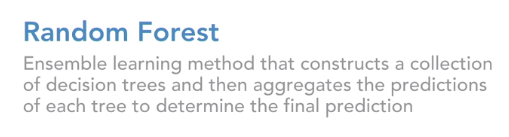 Random Forest
Ensemble learning method that constructs a collection
of decision trees and then aggregates the predictions
of each tree to determine the final prediction